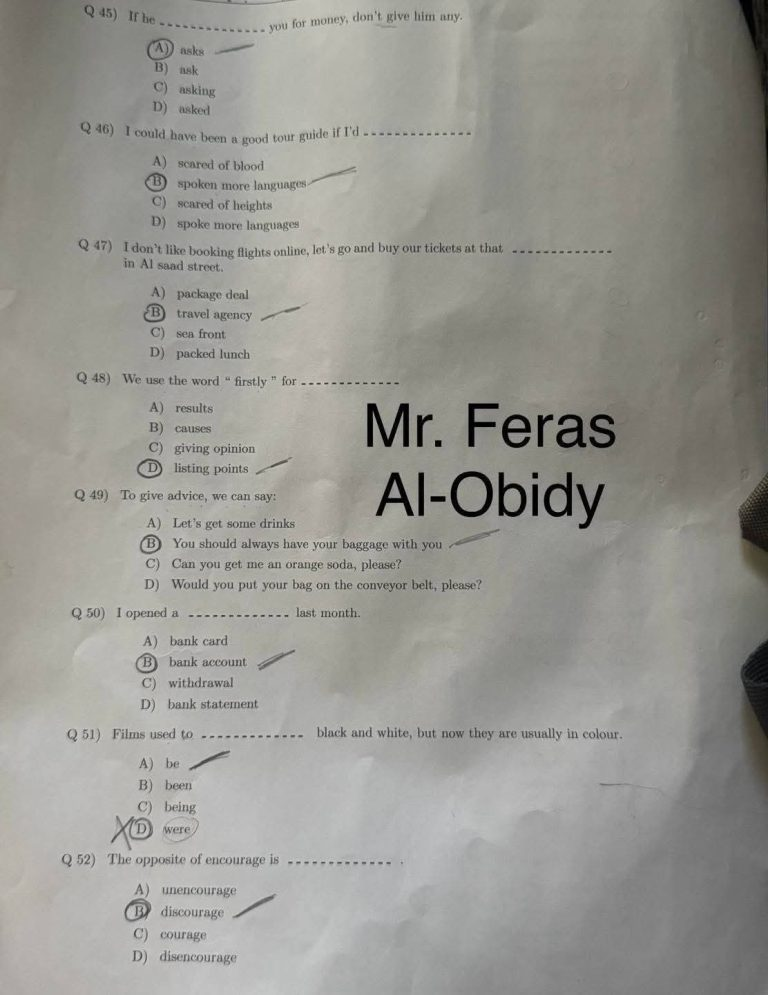 Q 45) If he ------------- you for money, don't give him any.
A) asks
B) ask
C) asking
D) asked
Q 46) I could have been a good tour guide if I'd -------------
A) scared of blood
B) spoken more languages
C) scared of heights
D) spoke more languages
Q 47) I don't like booking flights online, let's go and buy our tickets at that -------------
in Al saad street.
A) package deal
B) travel agency
C) sea front
D) packed lunch
Q 48) We use the word “ firstly ” for -------------
A) results
B) causes
C) giving opinion
D) listing points
Mr. Feras
Al-Obidy
Q 49) To give advice, we can say:
A) Let's get some drinks
B) You should always have your baggage with you
C) Can you get me an orange soda, please?
D) Would you put your bag on the conveyor belt, please?
Q 50) I opened a ------------- last month.
A) bank card
B) bank account
C) withdrawal
D) bank statement
Q 51) Films used to ------------- black and white, but now they are usually in colour.
A) be
B) been
C) being
D) were
Q 52) The opposite of encourage is ------------- .
A) unencourage
B) discourage
C) courage
D) disencourage